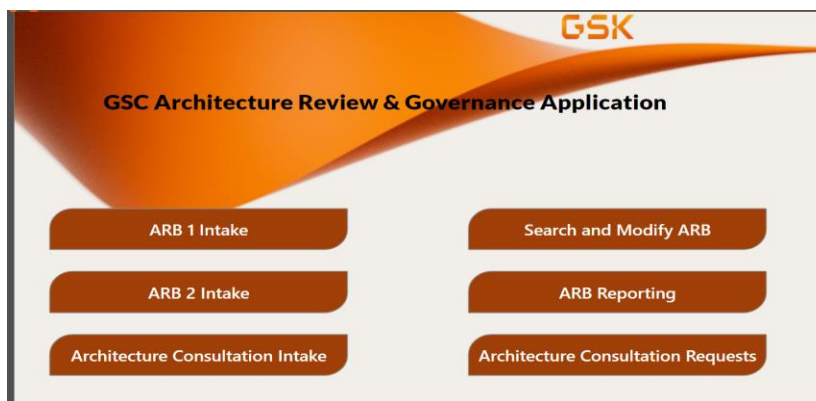 GSK
GSC Architecture Review & Governance Application
ARB 1 Intake
Search and Modify ARB
ARB 2 Intake
ARB Reporting
Architecture Consultation Intake
Architecture Consultation Requests